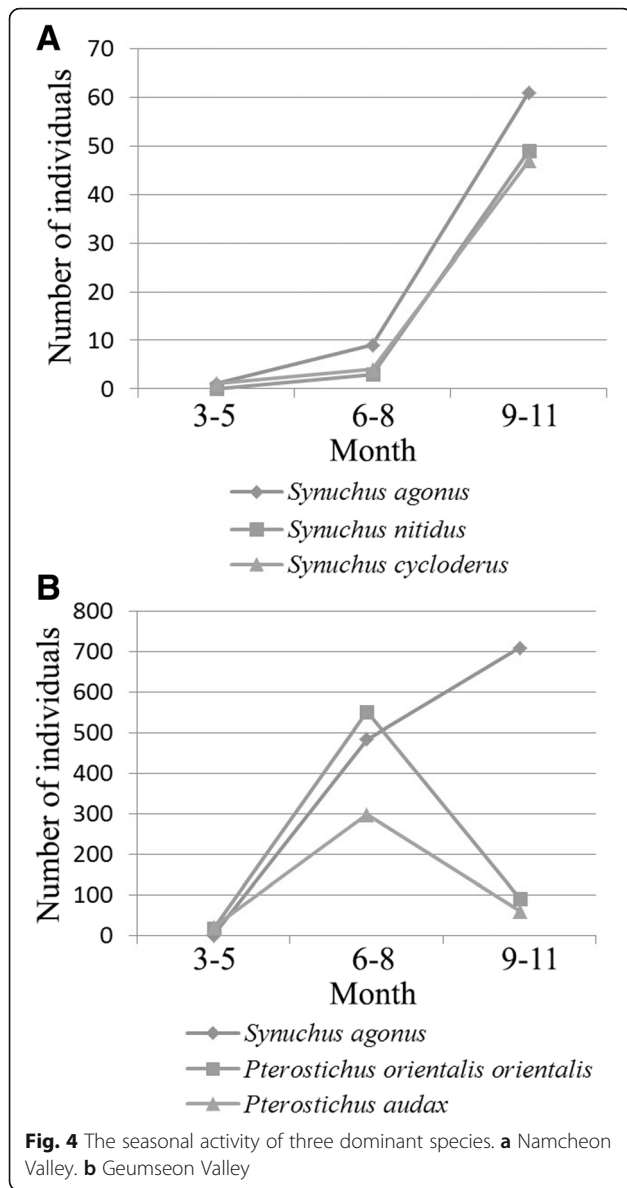 A
Number of individuals
70
60
50
40
30
20
10
0
3-5 6-8 9-11
Month
Synuchus agonus
Synuchus nitidus
Synuchus cycloderus
B
Number of individuals
800
700
600
500
400
300
200
100
0
3-5 6-8 9-11
Month
Synuchus agonus
Pterostichus orientalis orientalis
Pterostichus audax
Fig. 4 The seasonal activity of three dominant species. a Namcheon
Valley. b Geumseon Valley